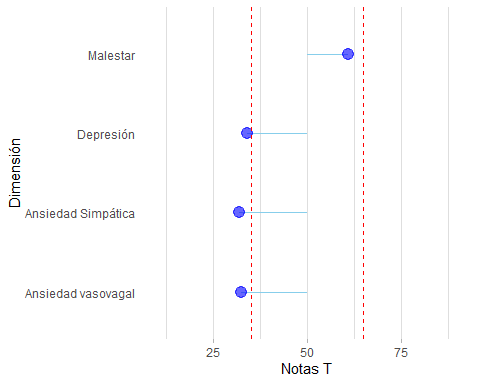 Malestar
Depresión
Ansiedad Simpática
Ansiedad vasovagal
Dimensión
25
50
75
Notas T